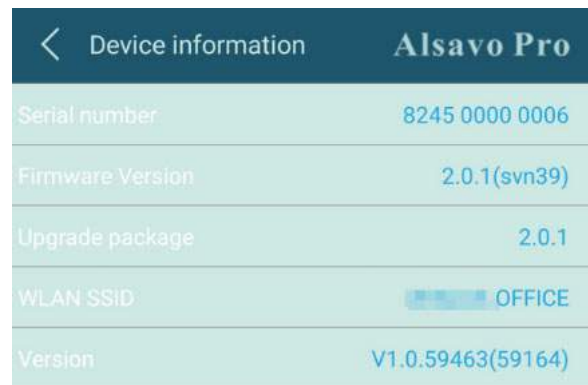 Device information Alsavo Pro
Serial number 8245 0000 0006
Firmware Version 2.0.1(svn39)
Upgrade package 2.0.1
WLAN SSID OFFICE
Version V1.0.59463(59164)